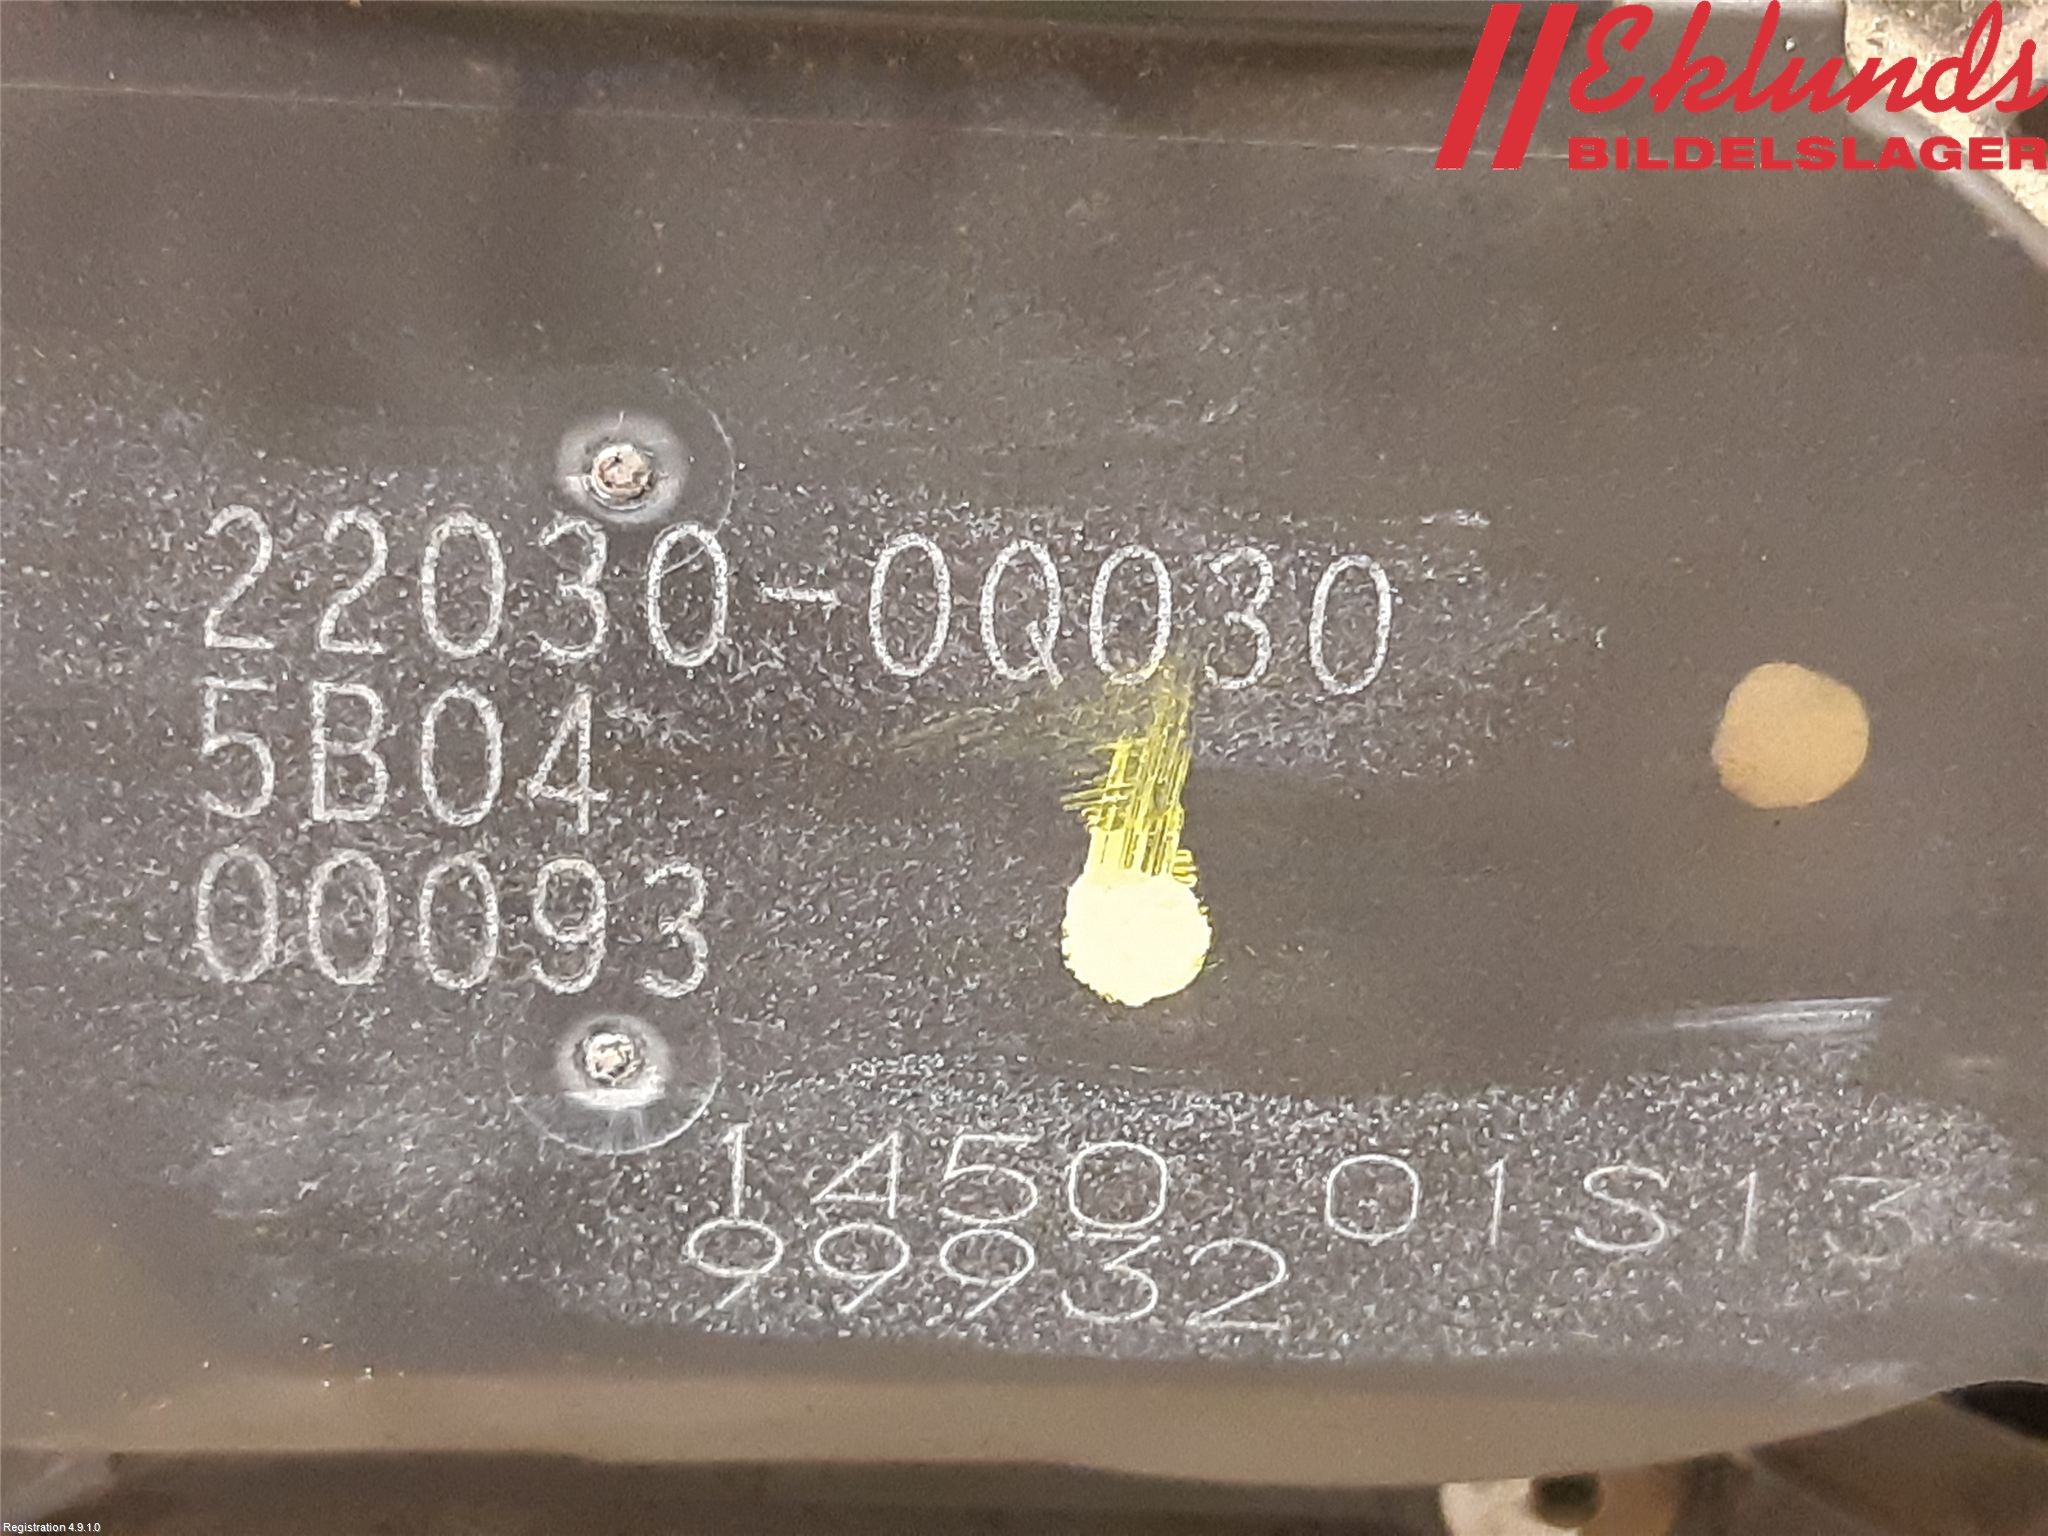 Eklunds
BILDELSLAGER
22030-0Q030
5B04
00093
1450 01S13
99932
Registration 4.9.1.0